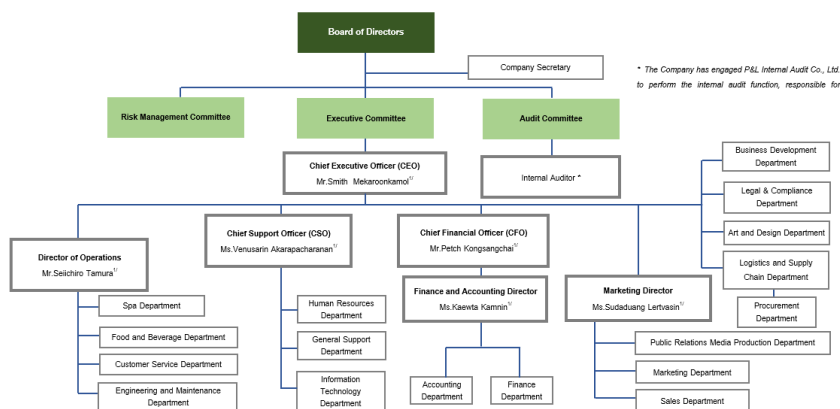 Board of Directors
Company Secretary
* The Company has engaged P&L Internal Audit Co., Ltd.
to perform the internal audit function, responsible for
Risk Management Committee
Executive Committee
Audit Committee
Chief Executive Officer (CEO)
Mr.Smith Mekaroonkamol1/
Internal Auditor *
Business Development
Department
Legal & Compliance
Department
Art and Design Department
Logistics and Supply
Chain Department
Procurement
Department
Director of Operations
Mr.Seiichiro Tamura1/
Chief Support Officer (CSO)
Ms.Venusarin Akarapacharanan1/
Chief Financial Officer (CFO)
Mr.Petch Kongsangchai1/
Finance and Accounting Director
Ms.Kaewta Kamnin1/
Marketing Director
Ms.Sudaduang Lertvasin1/
Spa Department
Food and Beverage Department
Customer Service Department
Engineering and Maintenance
Department
Human Resources
Department
General Support
Department
Information
Technology
Department
Accounting
Department
Finance
Department
Public Relations Media Production Department
Marketing Department
Sales Department